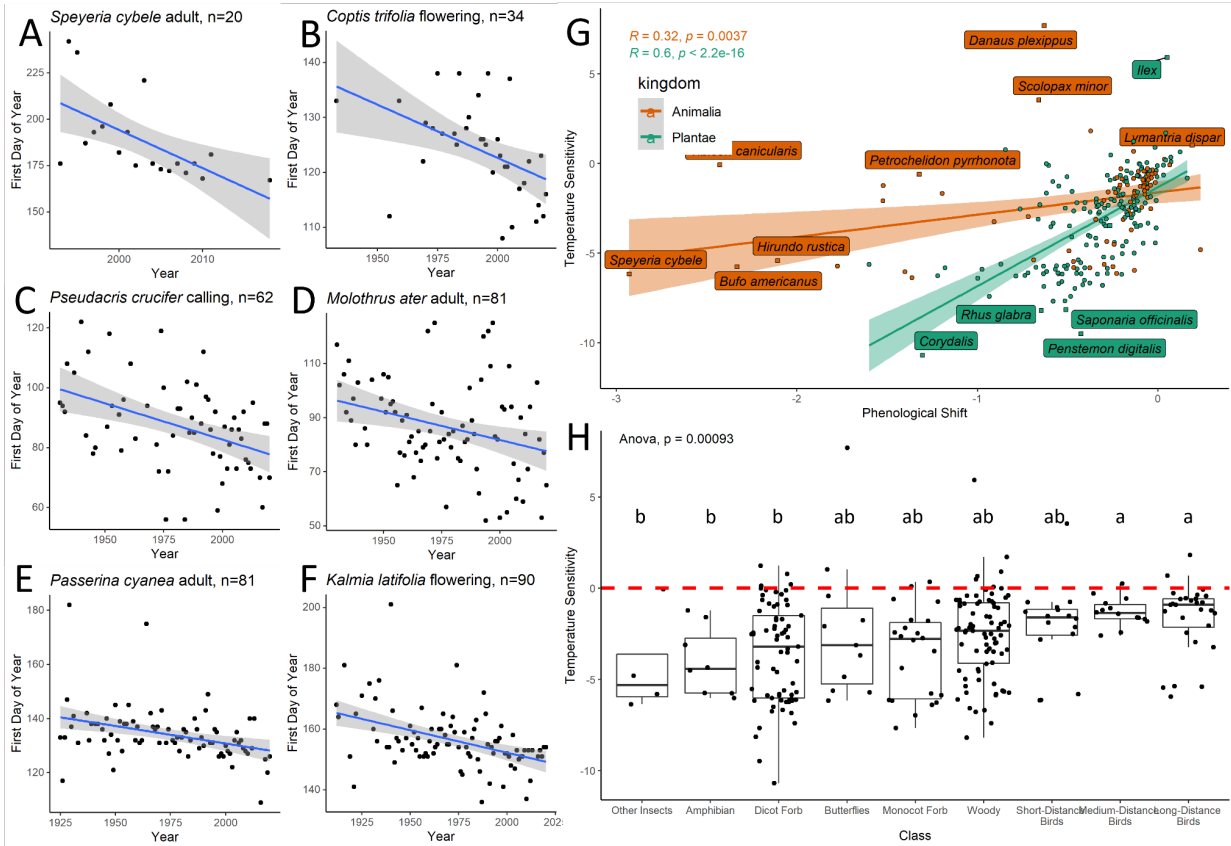 A
Speyeria cybele adult, n=20
First Day of Year
225
200
175
150
2000
2010
Year
B
Coptis trifolia flowering, n=34
First Day of Year
140
130
120
110
1950
1975
2000
Year
C
Pseudacris crucifer calling, n=62
First Day of Year
120
100
80
60
1950
1975
2000
Year
D
Molothrus ater adult, n=81
First Day of Year
110
90
70
50
1950
1975
2000
Year
E
Passerina cyanea adult, n=81
First Day of Year
180
160
140
120
1925
1950
1975
2000
Year
F
Kalmia latifolia flowering, n=90
First Day of Year
200
180
160
140
1925
1950
1975
2000
Year
G
R = 0.32, p = 0.0037
R = 0.6, p < 2.2e-16
kingdom
a Animalia
a Plantae
Danaus plexippus
Ilex
Scolopax minor
Lymantria dispar
canicularis
Petrochelidon pyrrhonota
Hirundo rustica
Speyeria cybele
Bufo americanus
Rhus glabra
Saponaria officinalis
Corydalis
Penstemon digitalis
Temperature Sensitivity
5
0
-5
-10
-3
-2
-1
0
Phenological Shift
H
Anova, p = 0.00093
b b b ab ab ab ab a a
Temperature Sensitivity
5
0
-5
-10
Other Insects
Amphibian
Dicot Forb
Butterflies
Monocot Forb
Woody
Short-Distance
Birds
Medium-Distance
Birds
Long-Distance
Birds
Class